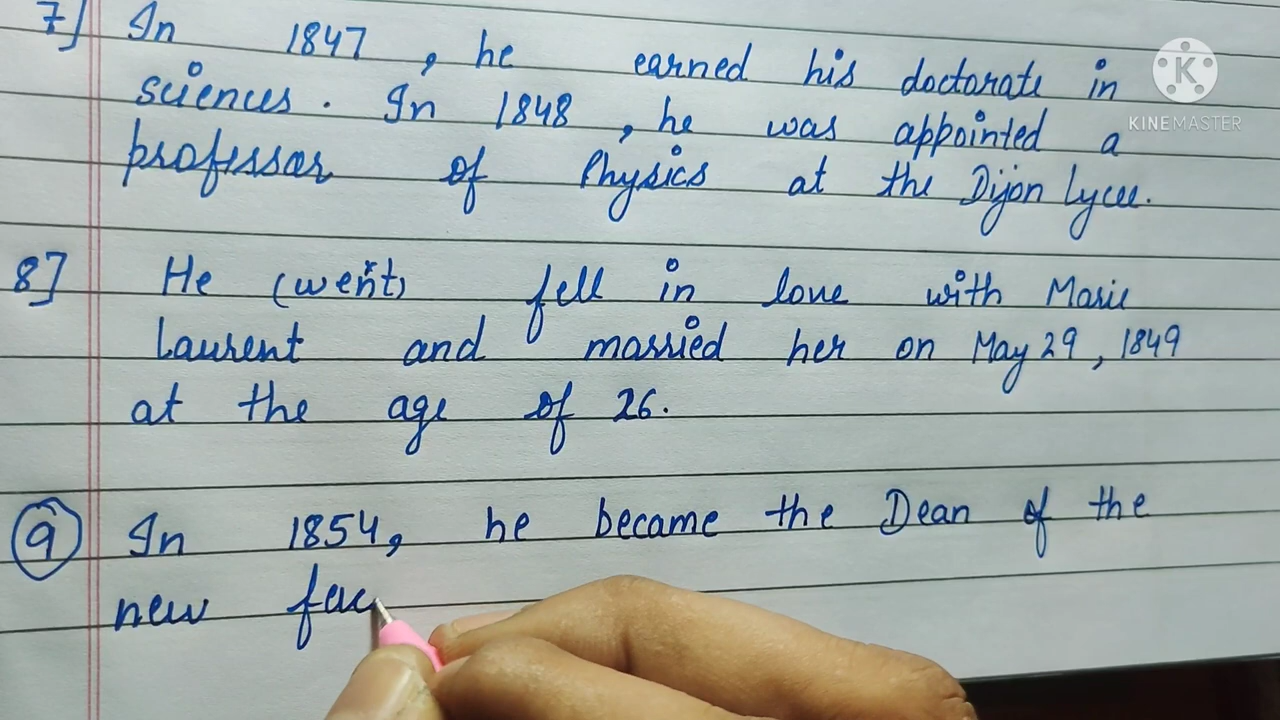 7] In 1847, he earned his doctorate in
sciences. In 1848, he was appointed a
professor of Physics at the Dijon Lycee.
8] He (went) fell in love with Marie
Laurent and married her on May 29, 1849
at the age of 26.
9 In 1854, he became the Dean of the
new fac
K
KINEMASTER